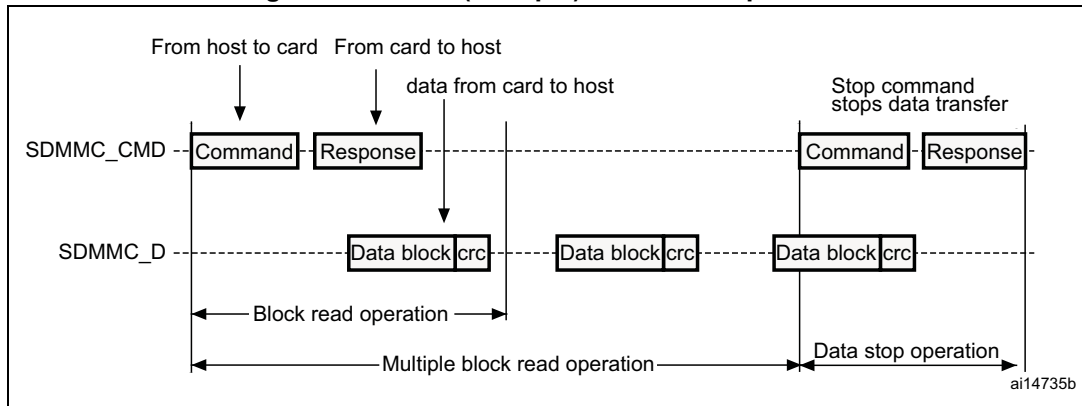 From host to card From card to host
data from card to host
Stop command
stops data transfer
SDMMC_CMD Command Response Command Response
SDMMC_D Data block crc Data block crc Data block crc
Block read operation
Multiple block read operation Data stop operation
ai14735b